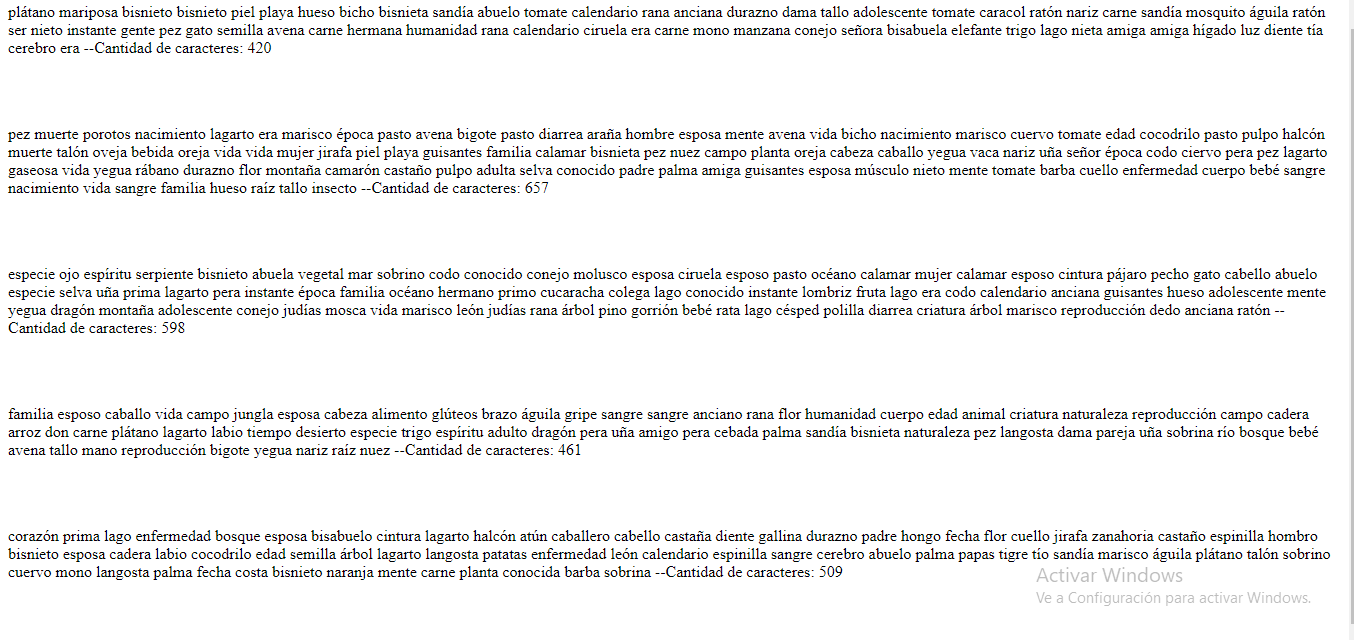 plátano mariposa bisnieto bisnieto piel playa hueso bicho bisnieta sandía abuelo tomate calendario rana anciana durazno dama tallo adolescente tomate caracol ratón nariz carne sandía mosquito águila ratón
ser nieto instante gente pez gato semilla avena carne hermana humanidad rana calendario ciruela era carne mono manzana conejo señora bisabuela elefante trigo lago nieta amiga amiga hígado luz diente tía
cerebro era --Cantidad de caracteres: 420
pez muerte porotos nacimiento lagarto era marisco época pasto avena bigote pasto diarrea araña hombre esposa mente avena vida bicho nacimiento marisco cuervo tomate edad cocodrilo pasto pulpo halcón
muerte talón oveja bebida oreja vida vida mujer jirafa piel playa guisantes familia calamar bisnieta pez nuez campo planta oreja cabeza caballo yegua vaca nariz uña señor época codo ciervo pera pez lagarto
gaseosa vida yegua rábano durazno flor montaña camarón castaño pulpo adulta selva conocido padre palma amiga guisantes esposa músculo nieto mente tomate barba cuello enfermedad cuerpo bebé sangre
nacimiento vida sangre familia hueso raíz tallo insecto --Cantidad de caracteres: 657
especie ojo espíritu serpiente bisnieto abuela vegetal mar sobrino codo conocido conejo molusco esposa ciruela esposo pasto océano calamar mujer calamar esposo cintura pájaro pecho gato cabello abuelo
especie selva uña prima lagarto pera instante época familia océano hermano primo cucaracha colega lago conocido instante lombriz fruta lago era codo calendario anciana guisantes hueso adolescente mente
yegua dragón montaña adolescente conejo judías mosca vida marisco león judías rana árbol pino gorrión bebé rata lago césped polilla diarrea criatura árbol marisco reproducción dedo anciana ratón --
Cantidad de caracteres: 598
familia esposo caballo vida campo jungla esposa cabeza alimento glúteos brazo águila gripe sangre sangre anciano rana flor humanidad cuerpo edad animal criatura naturaleza reproducción campo cadera
arroz don carne plátano lagarto labio tiempo desierto especie trigo espíritu adulto dragón pera uña amigo pera cebada palma sandía bisnieta naturaleza pez langosta dama pareja uña sobrina río bosque bebé
avena tallo mano reproducción bigote yegua nariz raíz nuez --Cantidad de caracteres: 461
corazón prima lago enfermedad bosque esposa bisabuelo cintura lagarto halcón atún caballero cabello castaña diente gallina durazno padre hongo fecha flor cuello jirafa zanahoria castaño espinilla hombro
bisnieto esposa cadera labio cocodrilo edad semilla árbol lagarto langosta patatas enfermedad león calendario espinilla sangre cerebro abuelo palma papas tigre tío sandía marisco águila plátano talón sobrino
cuervo mono langosta palma fecha costa bisnieto naranja mente carne planta conocida barba sobrina --Cantidad de caracteres: 509
Activar Windows
Ve a Configuración para activar Windows.